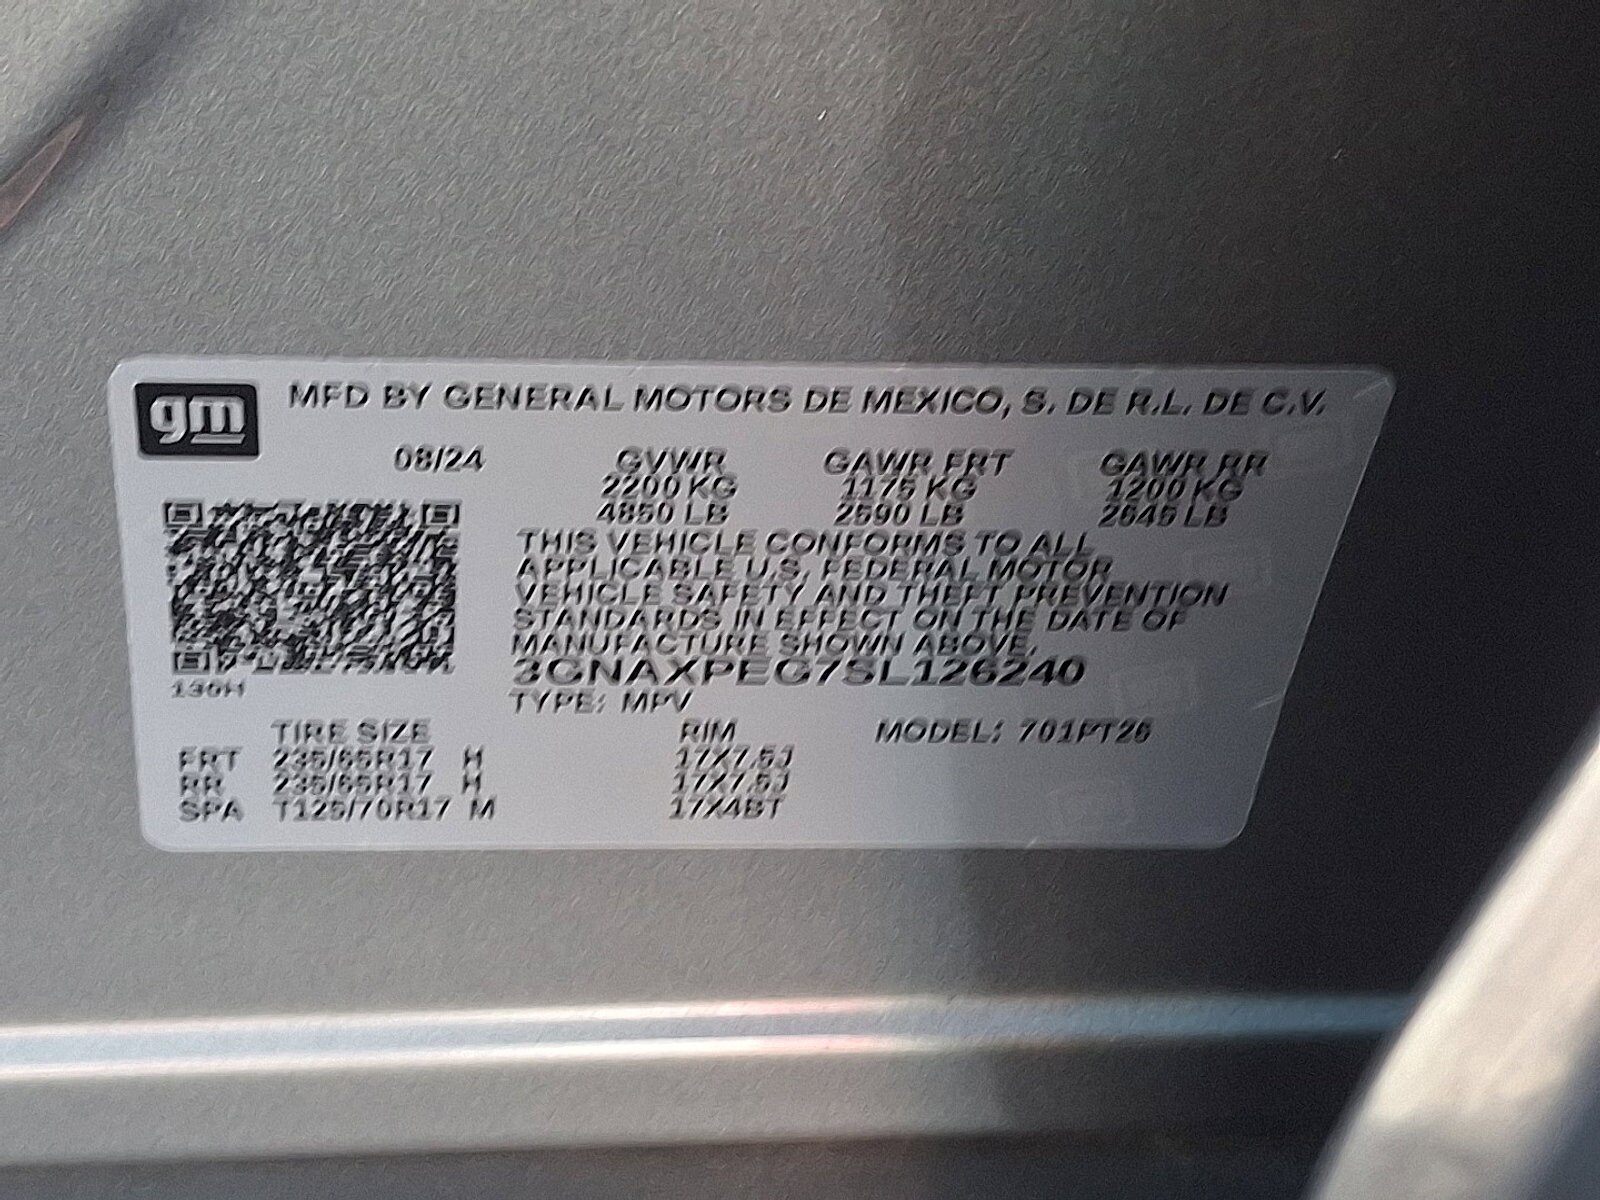 gm MFD BY GENERAL MOTORS DE MEXICO, S. DE R.L. DE C.V.
08/24 GVWR GAWR FRT GAWR RR
2200 KG 1175 KG 1200 KG
4850 LB 2590 LB 2645 LB
THIS VEHICLE CONFORMS TO ALL
APPLICABLE U.S. FEDERAL MOTOR
VEHICLE SAFETY AND THEFT PREVENTION
STANDARDS IN EFFECT ON THE DATE OF
MANUFACTURE SHOWN ABOVE.
3GNAXPEG7SL126240
130H
TYPE: MPV
TIRE SIZE RIM MODEL: 701PT26
FRT 235/65R17 H 17X7.5J
RR 235/65R17 H 17X7.5J
SPA T125/70R17 M 17X4BT